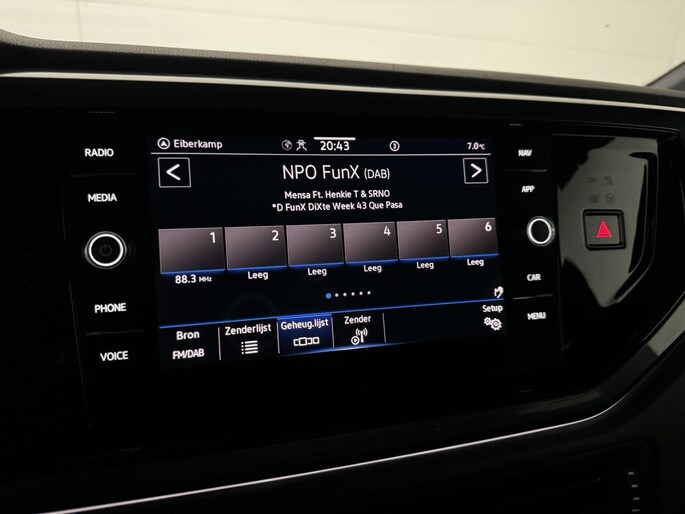 RADIO
MEDIA
PHONE
VOICE
Eiberkamp
20:43
3
7.0°C
NPO FunX (DAB)
Mensa Ft. Henkie T & SRNO
*D FunX DiXte Week 43 Que Pasa
1 2 3 4 5 6
88.3 MHz Leeg Leeg Leeg Leeg Leeg
Bron
FM/DAB
Zenderlijst
Geheug.lijst
Zender
Setup
NAV
APP
CAR
MENU